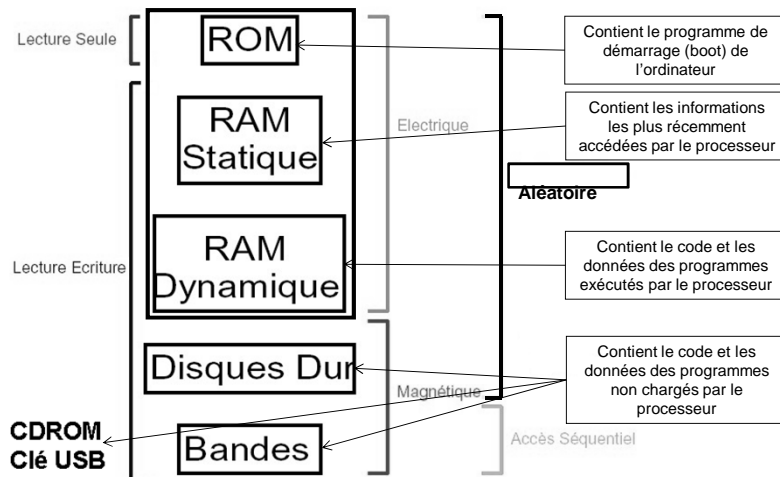 Lecture Seule
ROM
Contient le programme de
démarrage (boot) de
l'ordinateur
RAM
Statique
Electrique
Contient les informations
les plus récemment
accédées par le processeur
Aléatoire
Lecture Ecriture
RAM
Dynamique
Contient le code et les
données des programmes
exécutés par le processeur
Disques Dur
Magnétique
Contient le code et les
données des programmes
non chargés par le
processeur
CDROM
Clé USB
Bandes
Accès Séquentiel